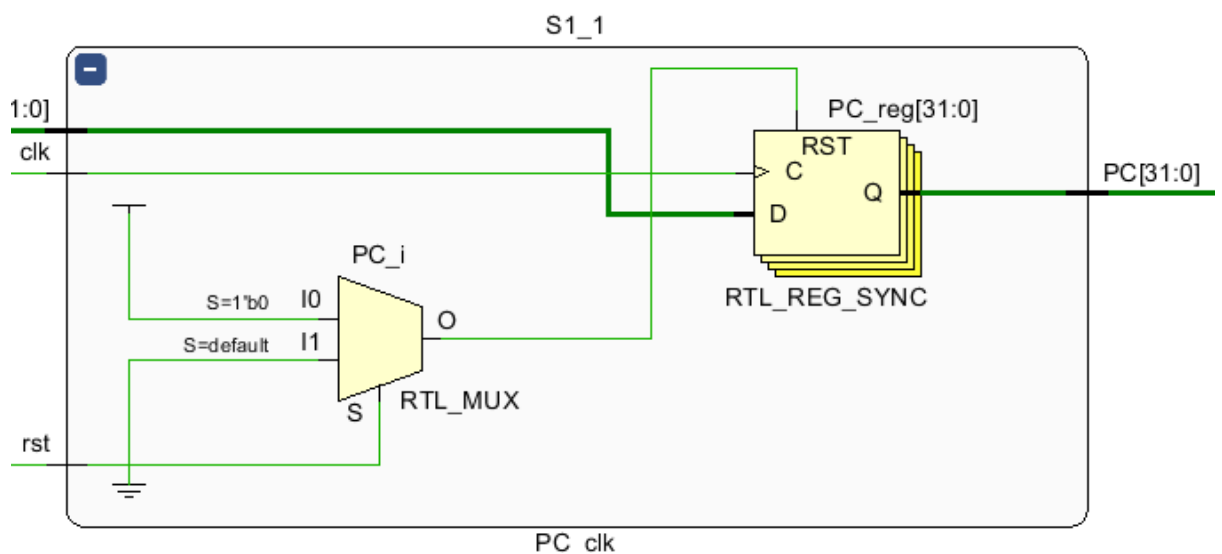 S1_1
1:0]
clk
PC_reg[31:0]
RST
C
Q
D
PC[31:0]
RTL_REG_SYNC
PC_i
S=1'b0
I0
S=default
I1
O
S
RTL_MUX
rst
PC_clk